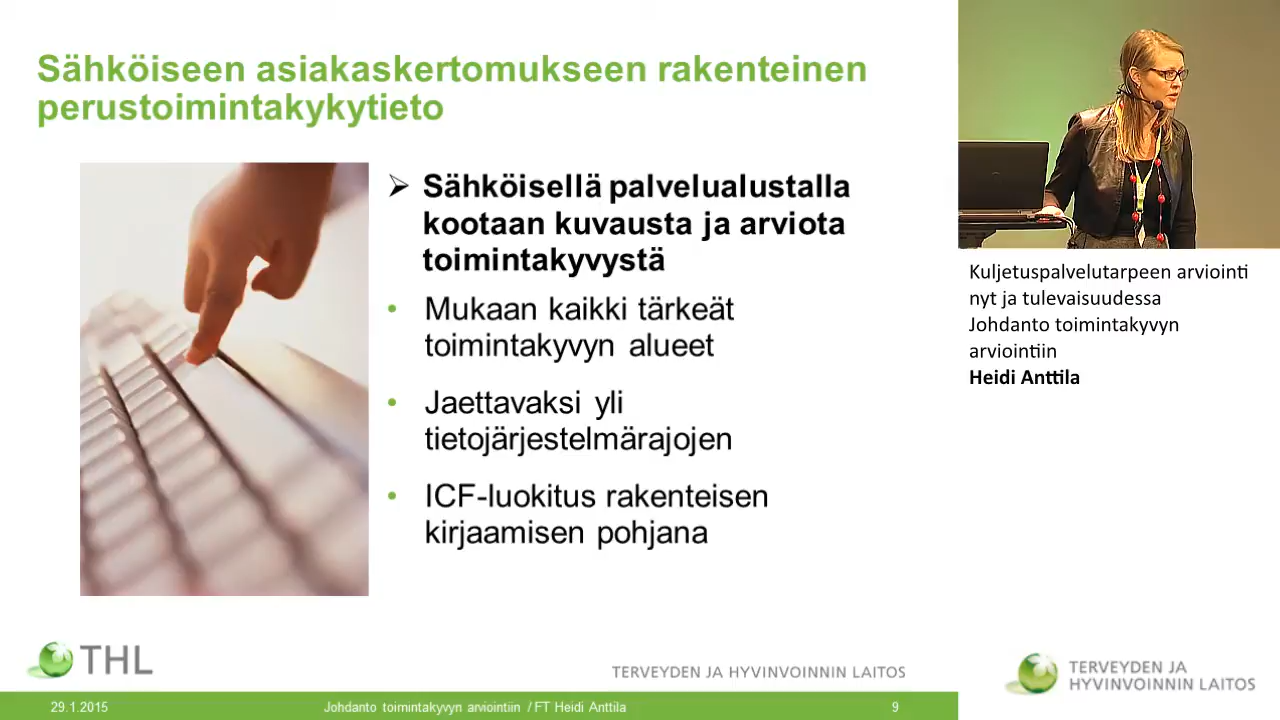 Sähköiseen asiakaskertomukseen rakenteinen
perustoimintakykytieto
➢ Sähköisellä palvelualustalla
kootaan kuvausta ja arviota
toimintakyvystä
• Mukaan kaikki tärkeät
toimintakyvyn alueet
• Jaettavaksi yli
tietojärjestelmärajojen
• ICF-luokitus rakenteisen
kirjaamisen pohjana
THL
TERVEYDEN JA HYVINVOINNIN LAITOS
29.1.2015
Johdanto toimintakyvyn arviointiin / FT Heidi Anttila
9
Kuljetuspalvelutarpeen arviointi
nyt ja tulevaisuudessa
Johdanto toimintakyvyn
arviointiin
Heidi Anttila
TERVEYDEN JA
HYVINVOINNIN LAITOS